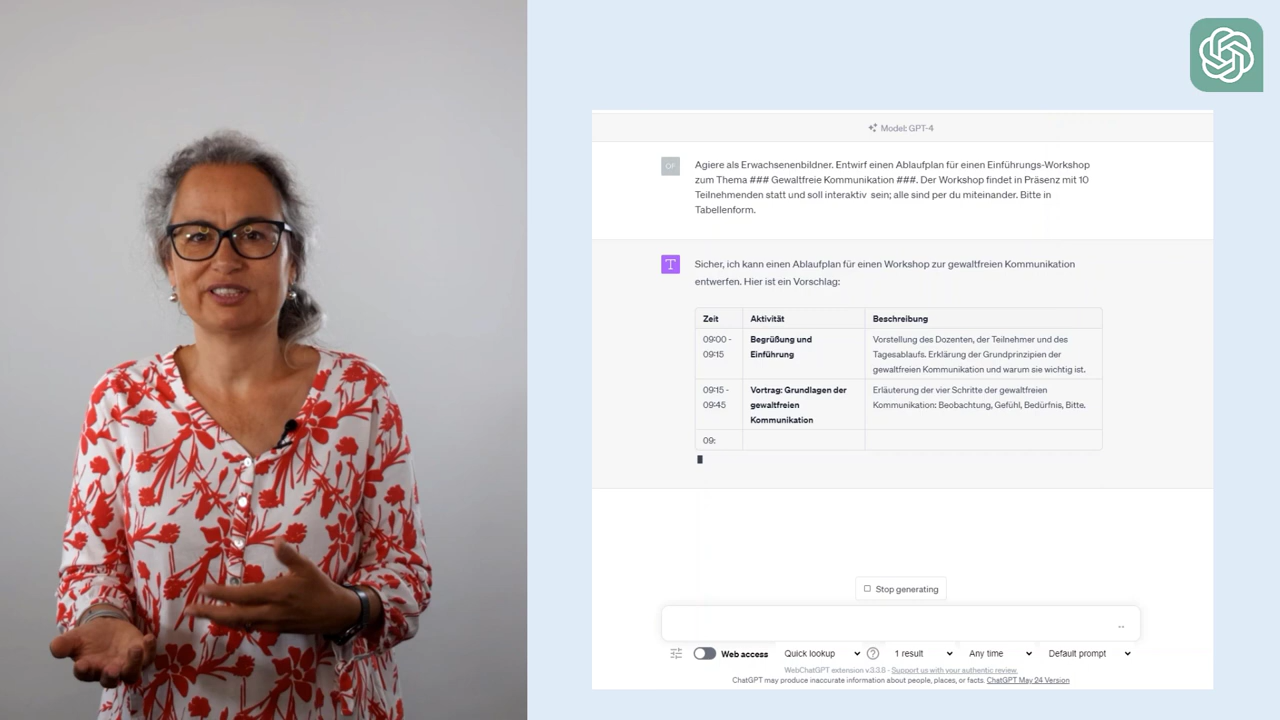 Model: GPT-4
OF
Agiere als Erwachsenenbildner. Entwirf einen Ablaufplan für einen Einführungs-Workshop
zum Thema ### Gewaltfreie Kommunikation ###. Der Workshop findet in Präsenz mit 10
Teilnehmenden statt und soll interaktiv sein; alle sind per du miteinander. Bitte in
Tabellenform.
Sicher, ich kann einen Ablaufplan für einen Workshop zur gewaltfreien Kommunikation
entwerfen. Hier ist ein Vorschlag:
Zeit Aktivität Beschreibung
09:00 - Begrüßung und Vorstellung des Dozenten, der Teilnehmer und des
09:15 Einführung Tagesablaufs. Erklärung der Grundprinzipien der
gewaltfreien Kommunikation und warum sie wichtig ist.
09:15 - Vortrag: Grundlagen der Erläuterung der vier Schritte der gewaltfreien
09:45 gewaltfreien Kommunikation: Beobachtung, Gefühl, Bedürfnis, Bitte.
Kommunikation
09:
Stop generating
Web access Quick lookup 1 result Any time Default prompt
WebChatGPT extension v.3.3.8 - Support us with your authentic review.
ChatGPT may produce inaccurate information about people, places, or facts. ChatGPT May 24 Version